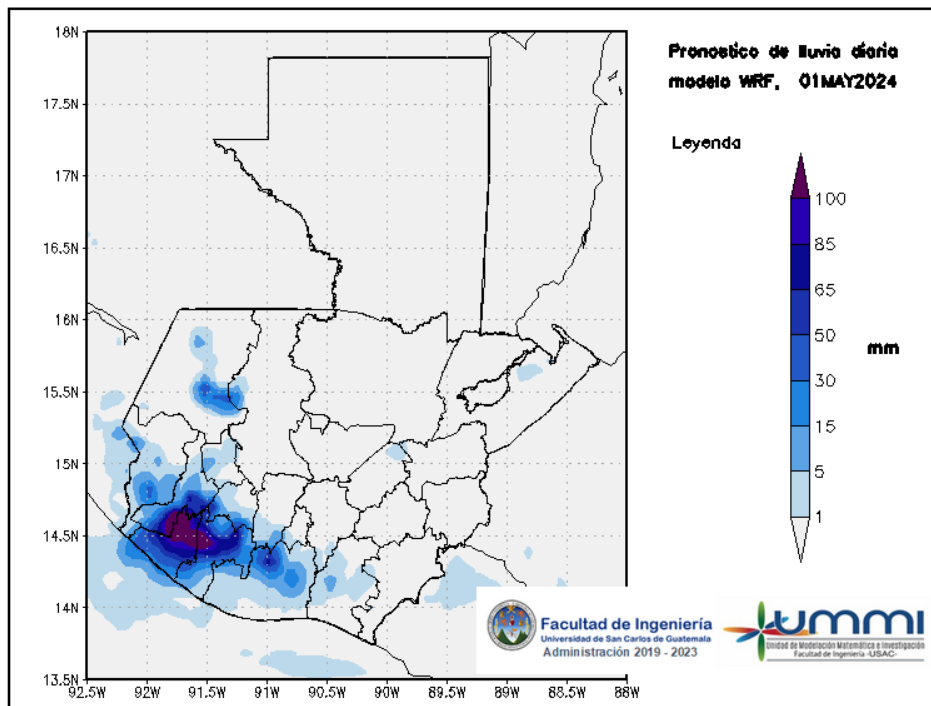 18N
17.5N
17N
16.5N
16N
15.5N
15N
14.5N
14N
13.5N
92.5W
92W
91.5W
91W
90.5W
90W
89.5W
89W
88.5W
88W
Pronostico de lluvia diaria
modelo WRF, 01MAY2024
Leyenda
100
85
65
50
30
15
5
1
mm
Facultad de Ingeniería
Universidad de San Carlos de Guatemala
Administración 2019 - 2023
ummi
Unidad de Modelación Matemática e Investigación
Facultad de Ingeniería -USAC-